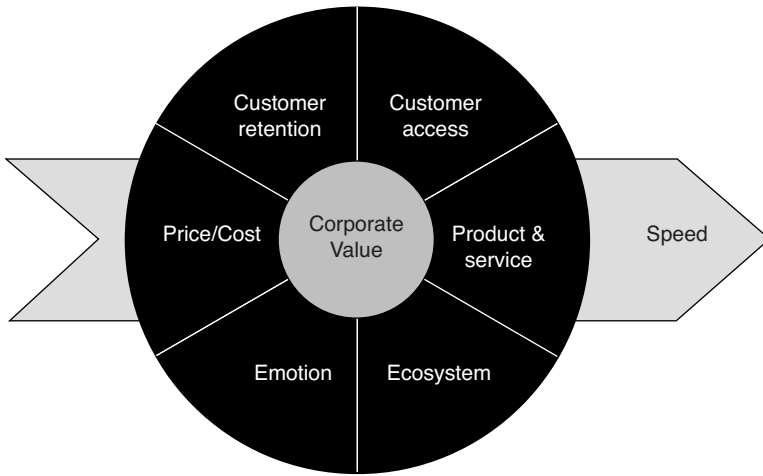 Customer
retention
Customer
access
Price/Cost
Corporate
Value
Product &
service
Speed
Emotion
Ecosystem